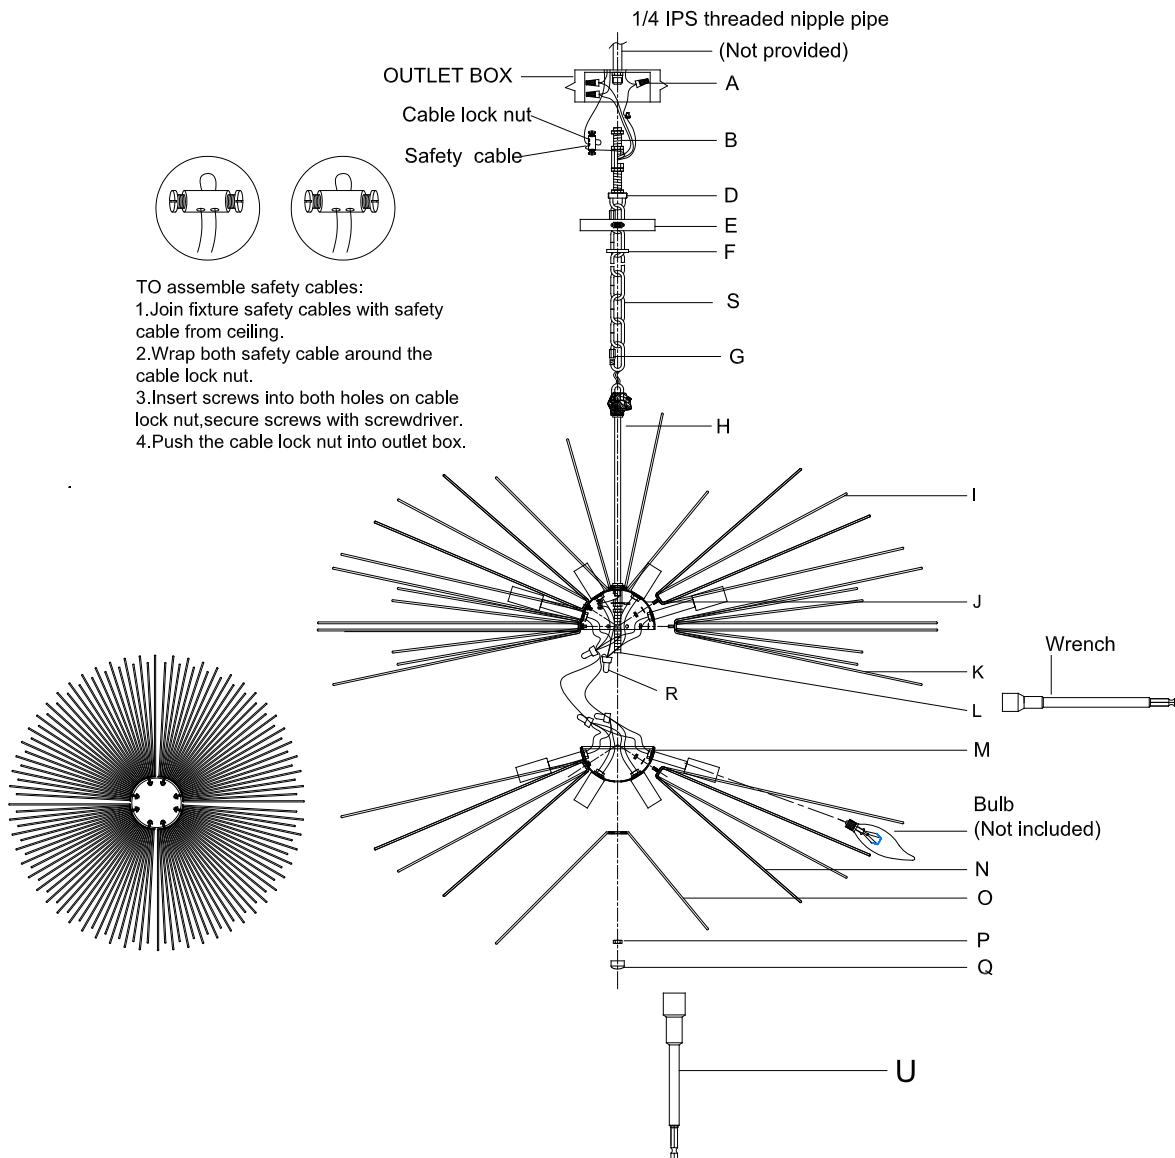 1/4 IPS threaded nipple pipe
(Not provided)
OUTLET BOX
A
Cable lock nut
B
Safety cable
D
E
F
TO assemble safety cables:
1.Join fixture safety cables with safety
cable from ceiling.
2.Wrap both safety cable around the
cable lock nut.
3.Insert screws into both holes on cable
lock nut,secure screws with screwdriver.
4.Push the cable lock nut into outlet box.
S
G
H
I
J
K
Wrench
R
L
M
Bulb
(Not included)
N
O
P
Q
U